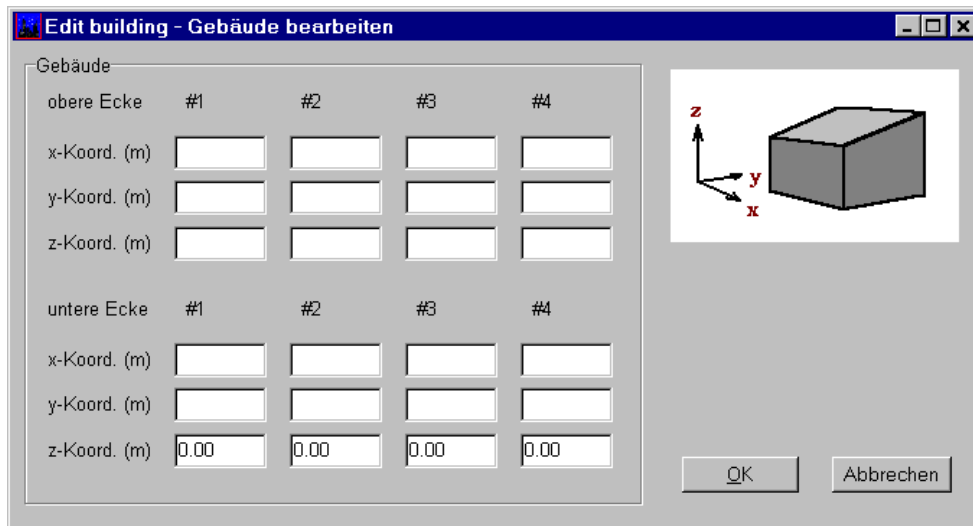 Edit building - Gebäude bearbeiten
Gebäude
obere Ecke #1 #2 #3 #4
x-Koord. (m)
y-Koord. (m)
z-Koord. (m)
untere Ecke #1 #2 #3 #4
x-Koord. (m)
y-Koord. (m)
z-Koord. (m) 0.00 0.00 0.00 0.00
z
y
x
OK Abbrechen